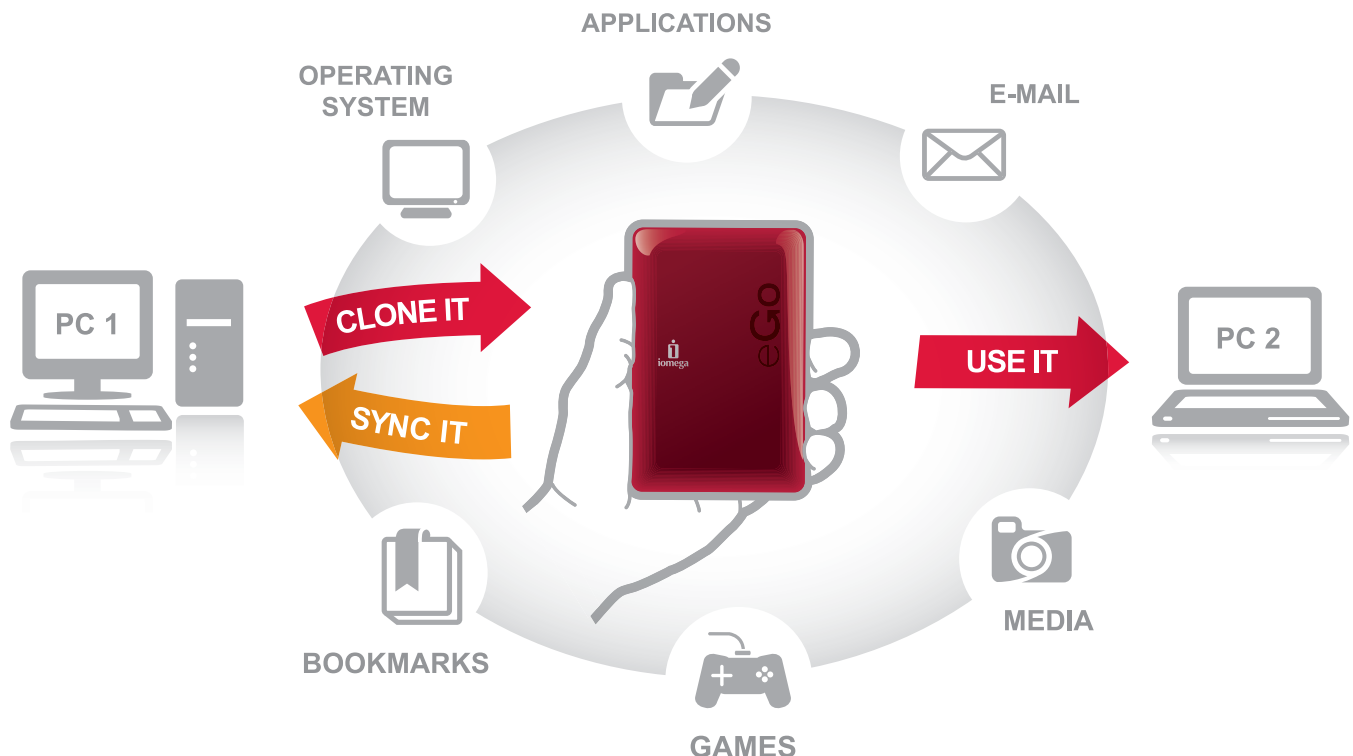 APPLICATIONS
OPERATING
SYSTEM
E-MAIL
PC 1
CLONE IT
SYNC IT
eGo
iomega
USE IT
PC 2
BOOKMARKS
MEDIA
GAMES